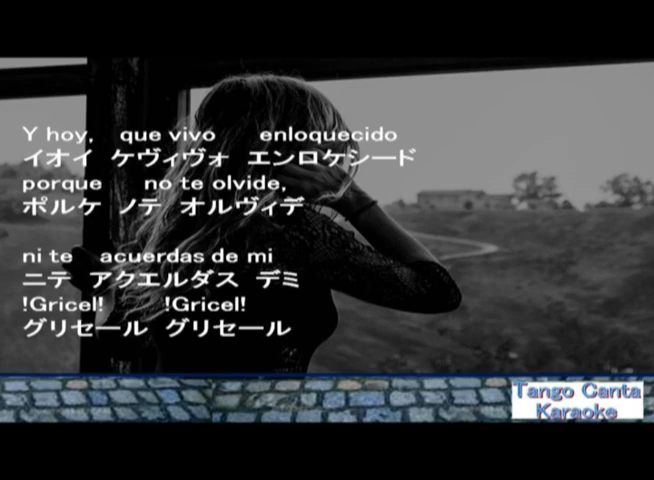 Y hoy, que vivo enloquecido
イオイ ケヴィヴォ エンロケシード
porque no te olvide,
ポルケ ノテ オルヴィデ
ni te acuerdas de mi
ニテ アクエルダス デミ
!Gricel! !Gricel!
グリセール グリセール
Tango Canta
Karaoke